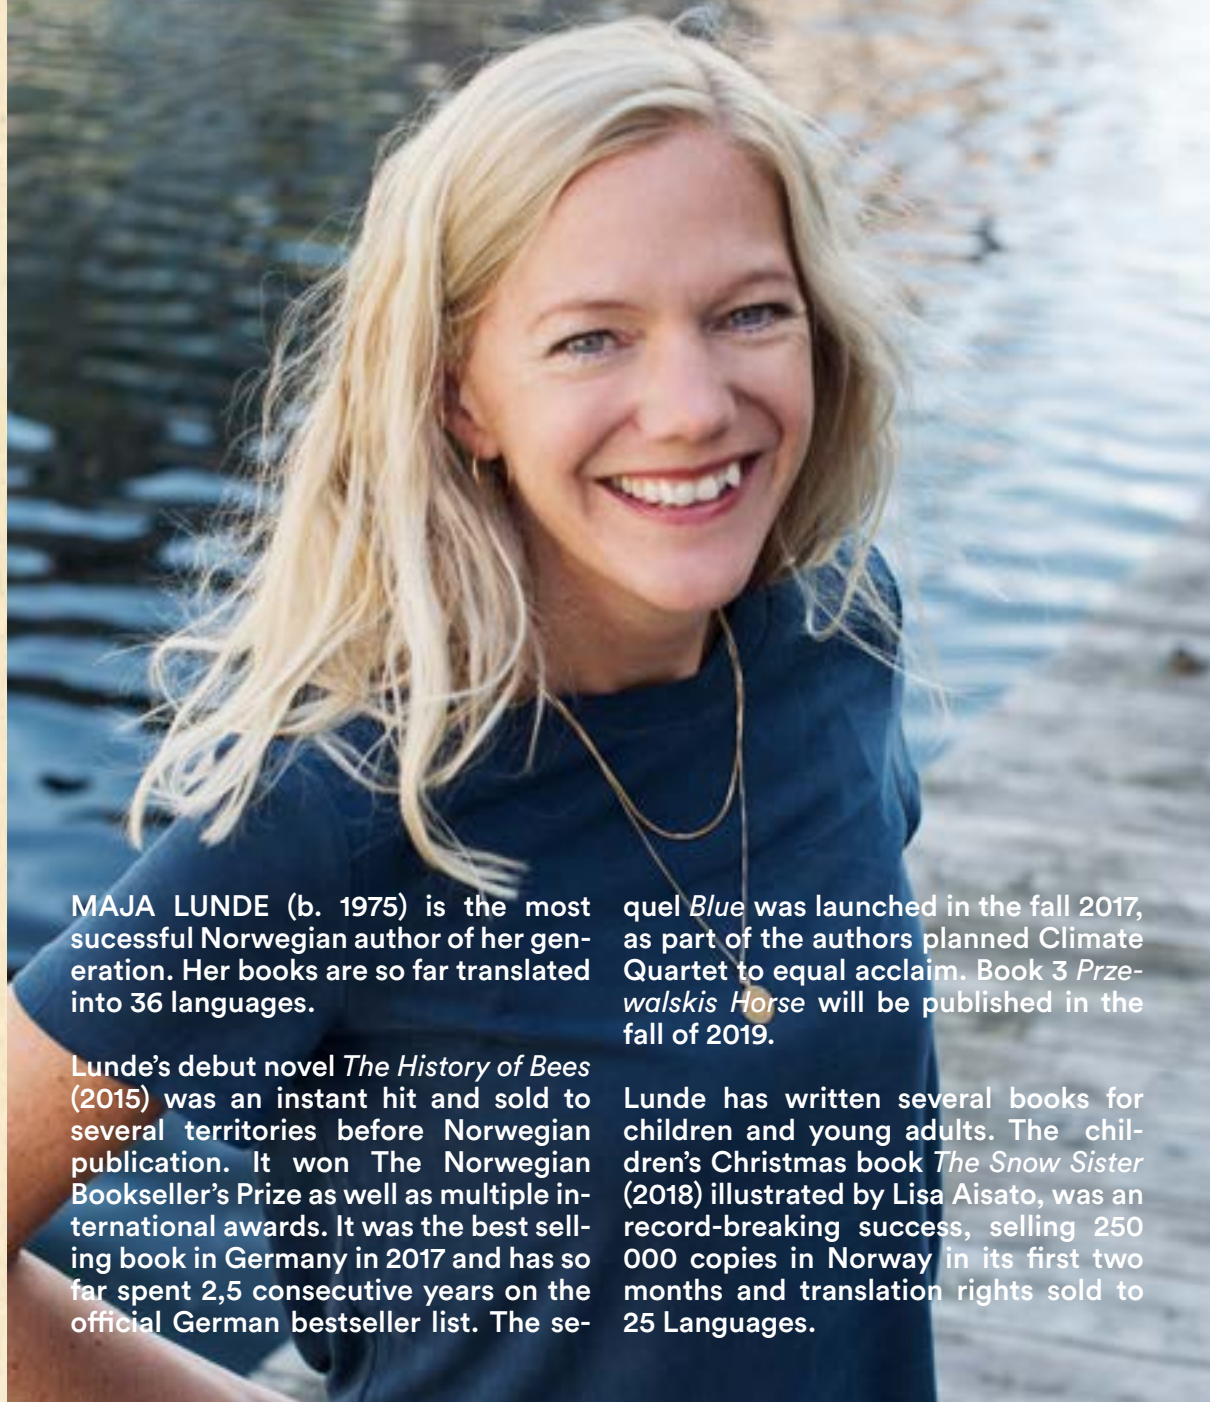 MAJA LUNDE (b. 1975) is the most
sucessful Norwegian author of her gen-
eration. Her books are so far translated
into 36 languages.
Lunde’s debut novel The History of Bees
(2015) was an instant hit and sold to
several territories before Norwegian
publication. It won The Norwegian
Bookseller’s Prize as well as multiple in-
ternational awards. It was the best sell-
ing book in Germany in 2017 and has so
far spent 2,5 consecutive years on the
official German bestseller list. The se-
quel Blue was launched in the fall 2017,
as part of the authors planned Climate
Quartet to equal acclaim. Book 3 Prze-
walskis Horse will be published in the
fall of 2019.
Lunde has written several books for
children and young adults. The chil-
dren’s Christmas book The Snow Sister
(2018) illustrated by Lisa Aisato, was an
record-breaking success, selling 250
000 copies in Norway in its first two
months and translation rights sold to
25 Languages.